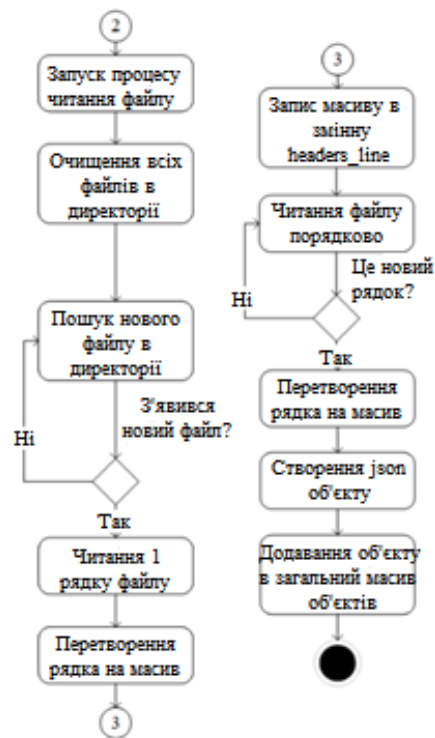 2
Запуск процесу
читання файлу
Очищення всіх
файлів в
директорії
Пошук нового
файлу в
директорії
З'явився
новий файл?
Ні
Так
Читання 1
рядку файлу
Перетворення
рядка на масив
3
3
Запис масиву в
змінну
headers_line
Читання файлу
порядково
Це новий
рядок?
Ні
Так
Перетворення
рядка на масив
Створення json
об'єкту
Додавання об'єкту
в загальний масив
об'єктів